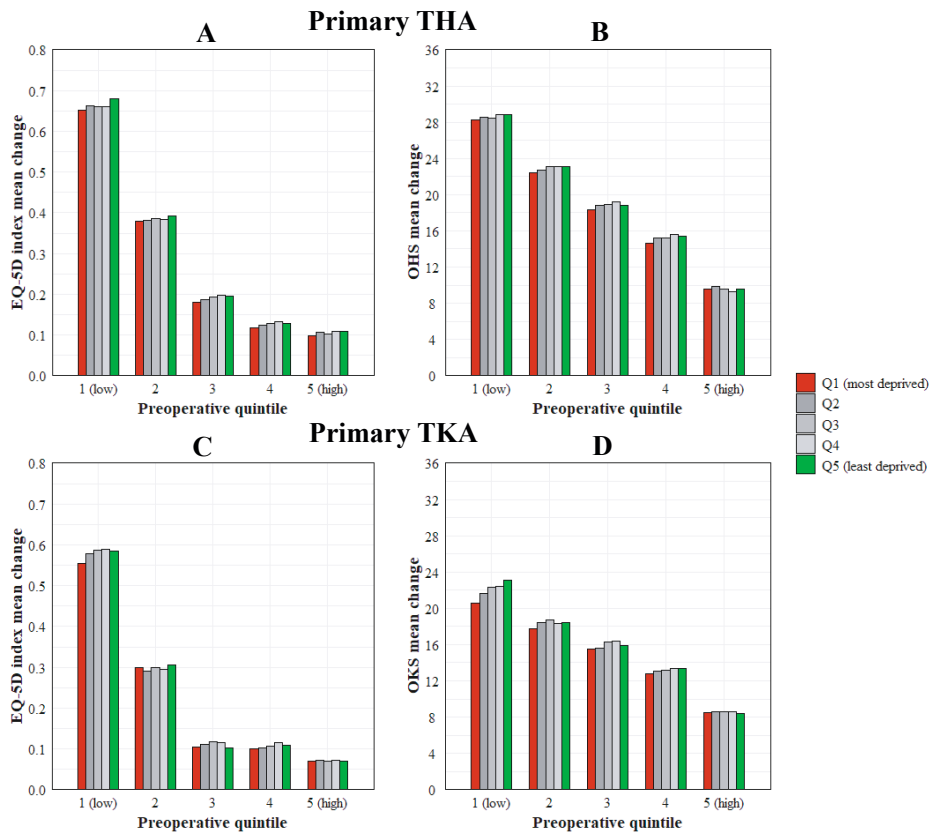 Primary THA
A
B
EQ-5D index mean change
0.8
0.7
0.6
0.5
0.4
0.3
0.2
0.1
0.0
1 (low) 2 3 4 5 (high)
Preoperative quintile
OHS mean change
36
32
28
24
20
16
12
8
4
0
1 (low) 2 3 4 5 (high)
Preoperative quintile
Q1 (most deprived)
Q2
Q3
Q4
Q5 (least deprived)
Primary TKA
C
D
EQ-5D index mean change
0.8
0.7
0.6
0.5
0.4
0.3
0.2
0.1
0.0
1 (low) 2 3 4 5 (high)
Preoperative quintile
OKS mean change
36
32
28
24
20
16
12
8
4
0
1 (low) 2 3 4 5 (high)
Preoperative quintile